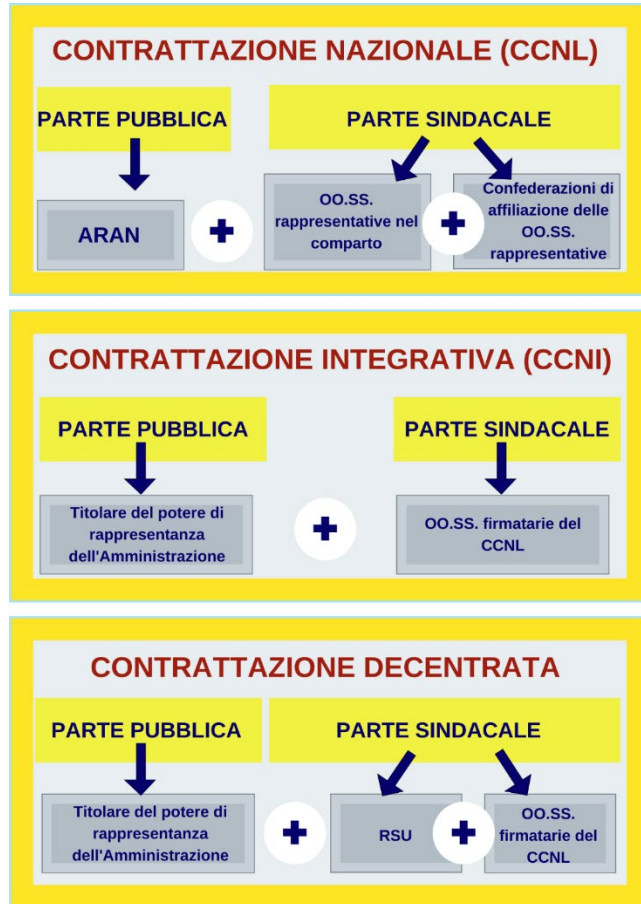 CONTRATTAZIONE NAZIONALE (CCNL)
PARTE PUBBLICA
PARTE SINDACALE
ARAN
+
OO.SS.
rappresentative nel
comparto
+
Confederazioni di
affiliazione delle
OO.SS.
rappresentative
CONTRATTAZIONE INTEGRATIVA (CCNI)
PARTE PUBBLICA
PARTE SINDACALE
Titolare del potere di
rappresentanza
dell'Amministrazione
+
OO.SS. firmatarie del
CCNL
CONTRATTAZIONE DECENTRATA
PARTE PUBBLICA
PARTE SINDACALE
Titolare del potere di
rappresentanza
dell'Amministrazione
+
RSU
+
OO.SS.
firmatarie del
CCNL